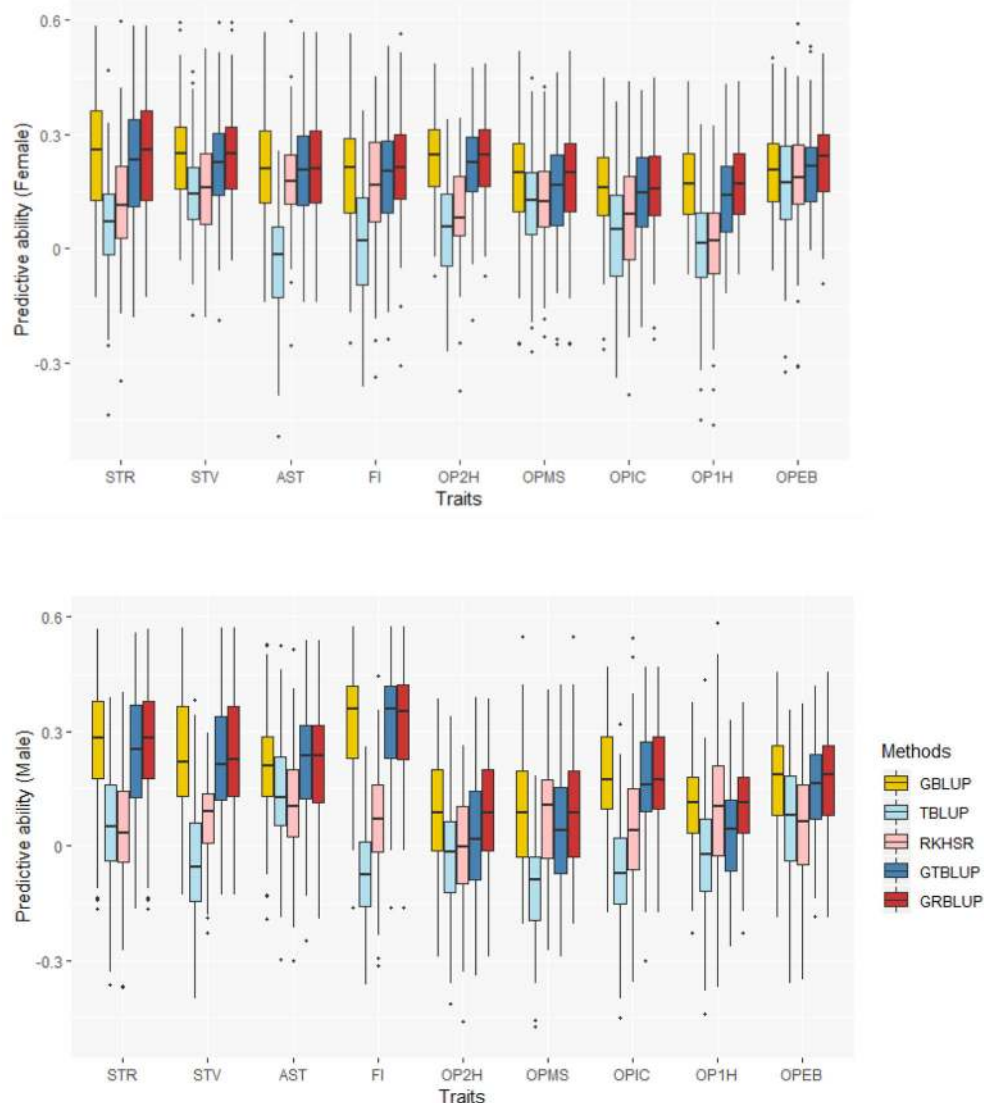 0.6
0.3
0
-0.3
Predictive ability (Female)
STR STV AST FI OP2H OPMS OPIC OP1H OPEB
Traits
0.6
0.3
0
-0.3
Predictive ability (Male)
STR STV AST FI OP2H OPMS OPIC OP1H OPEB
Traits
Methods
GBLUP
TBLUP
RKHSR
GTBLUP
GRBLUP